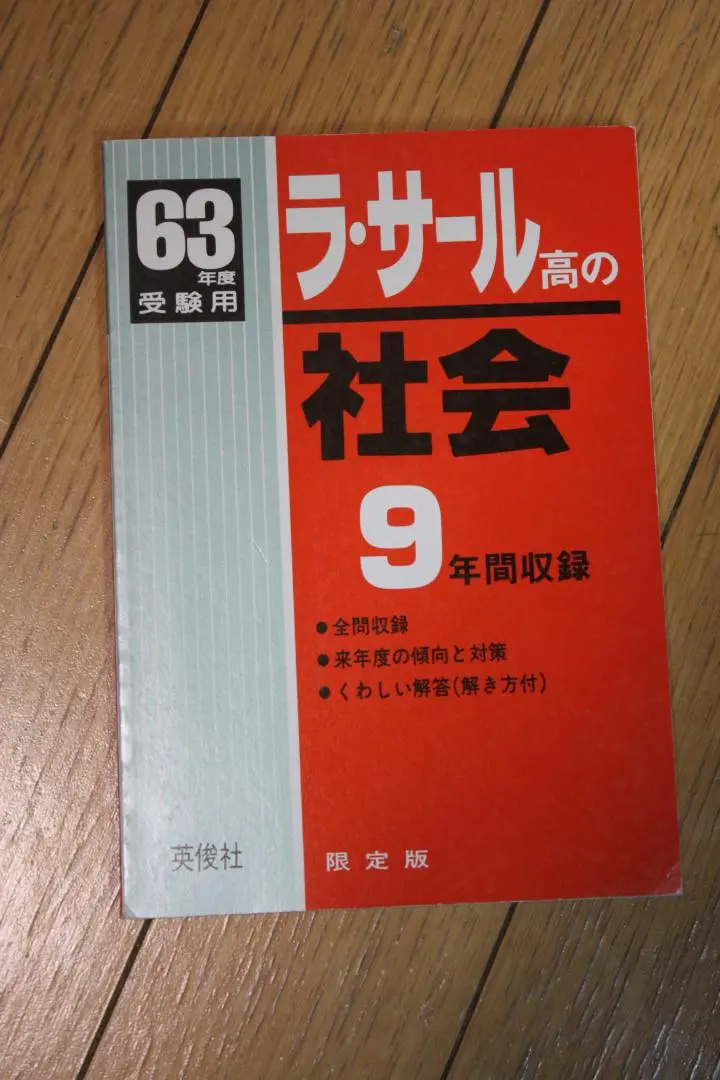 63
年度
受験用
ラ・サール高の
社会
9年間収録
●全問収録
●来年度の傾向と対策
●くわしい解答(解き方付)
英俊社
限定版